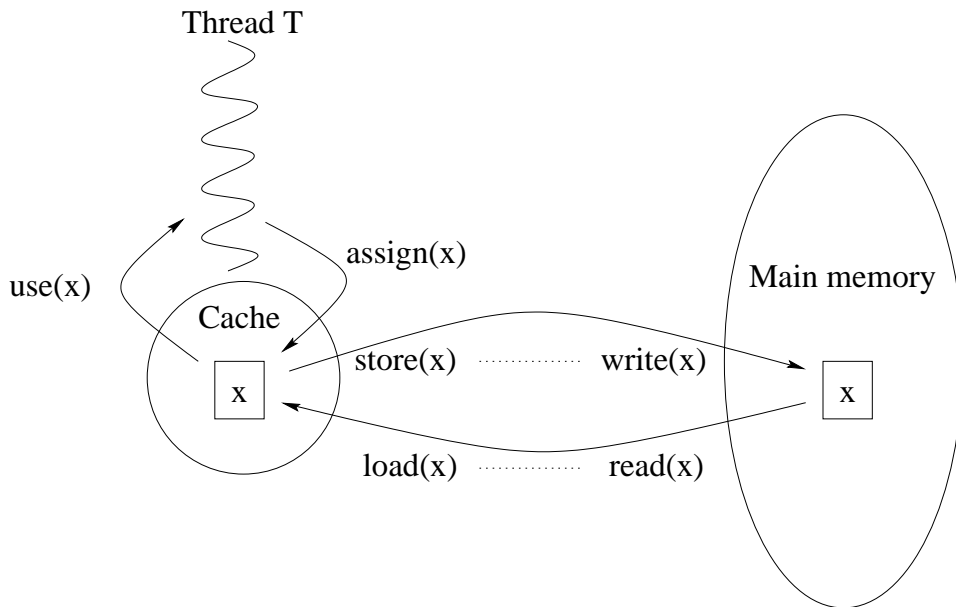 Thread T
use(x)
assign(x)
Cache
Main memory
x
store(x)
write(x)
x
load(x)
read(x)